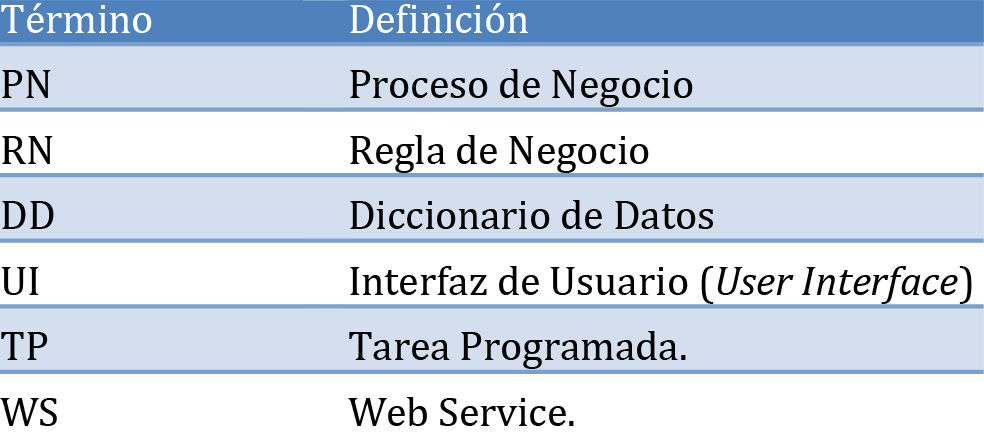 Término Definición
PN Proceso de Negocio
RN Regla de Negocio
DD Diccionario de Datos
UI Interfaz de Usuario (User Interface)
TP Tarea Programada.
WS Web Service.